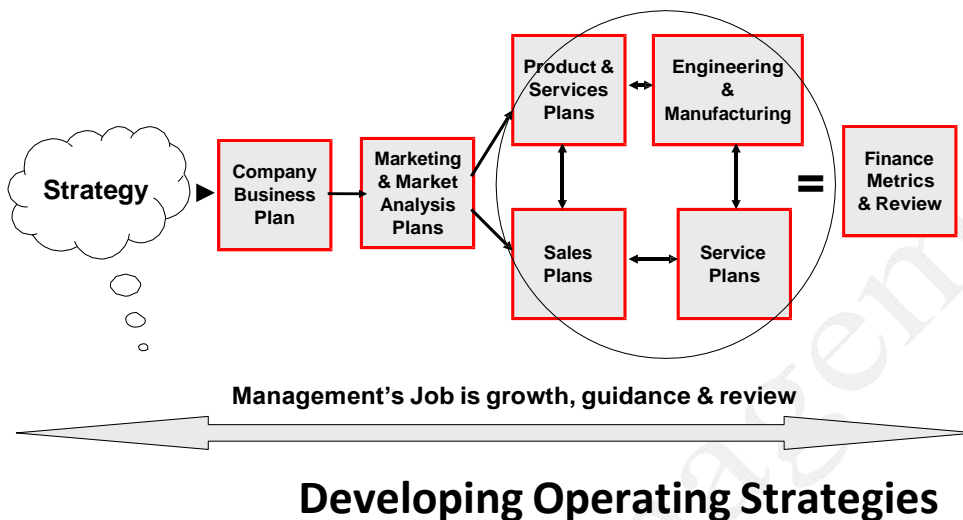 Strategy
Company
Business
Plan
Marketing
& Market
Analysis
Plans
Product &
Services
Plans
Engineering
&
Manufacturing
Sales
Plans
Service
Plans
=
Finance
Metrics
& Review
Management's Job is growth, guidance & review
Developing Operating Strategies